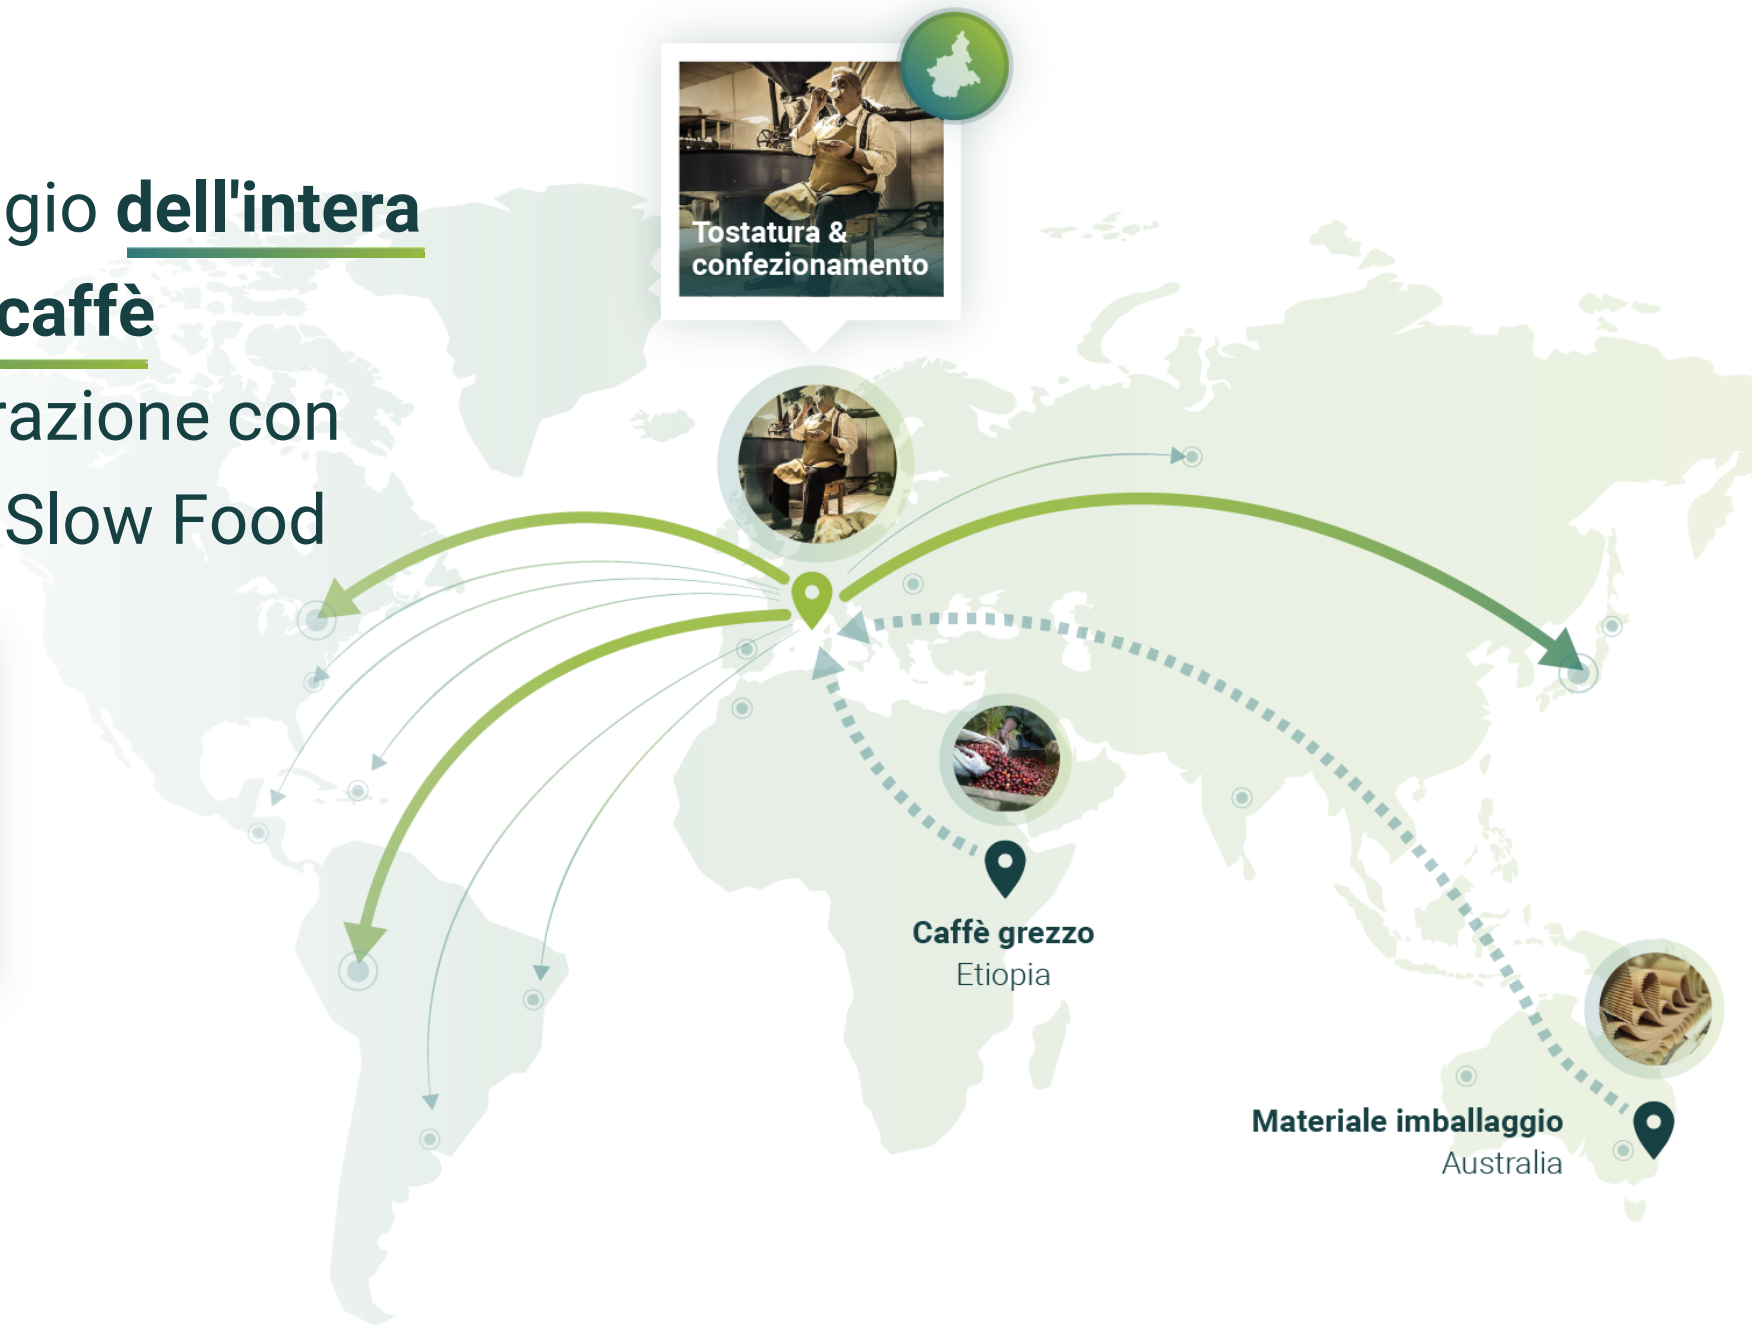 gio dell'intera
caffè
razione con
Slow Food
Tostatura &
confezionamento
Caffè grezzo
Etiopia
Materiale imballaggio
Australia